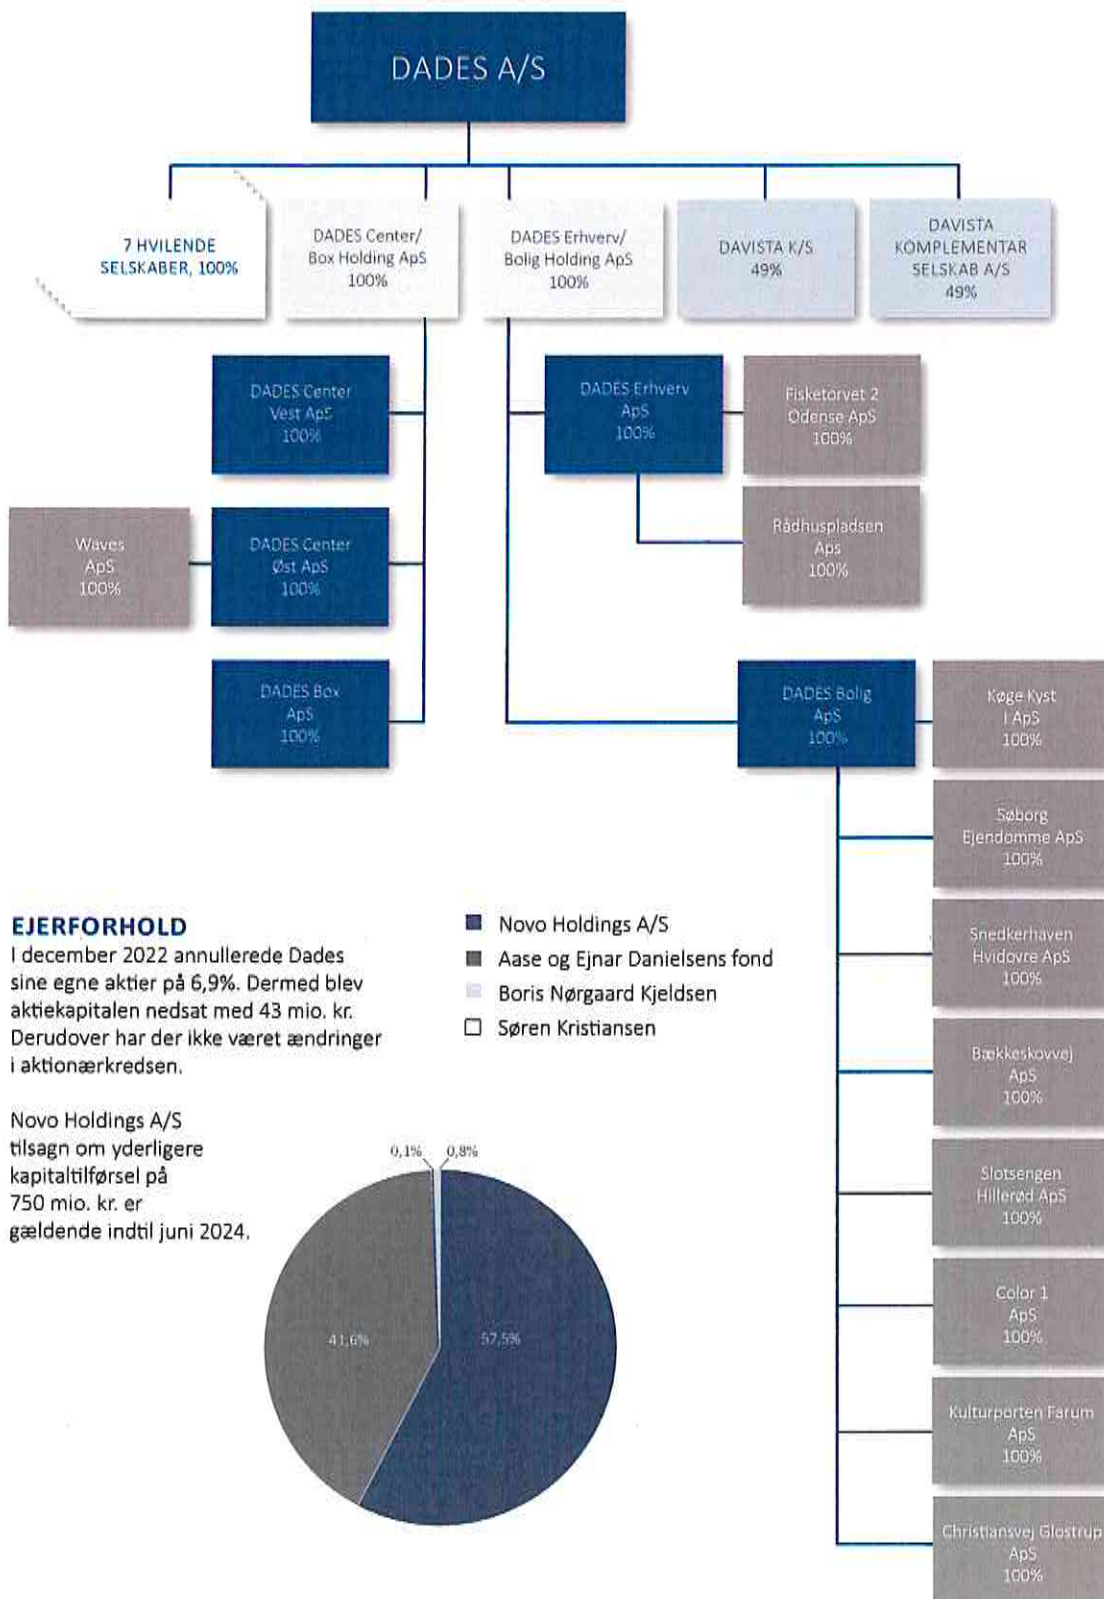 DADES A/S
7 HVILENDE
SELSKABER, 100%
DADES Center/
Box Holding ApS
100%
DADES Erhverv/
Bolig Holding ApS
100%
DAVISTA K/S
49%
DAVISTA
KOMPLEMENTAR
SELSKAB A/S
49%
DADES Center
Vest ApS
100%
DADES Erhverv
ApS
100%
Fisketorvet 2
Odense ApS
100%
Waves
ApS
100%
DADES Center
Øst ApS
100%
Rådhuspladsen
Aps
100%
DADES Box
ApS
100%
DADES Bolig
ApS
100%
Køge Kyst
I ApS
100%
Søborg
Ejendomme ApS
100%
Snedkerhaven
Hvidovre ApS
100%
Bækkeskovvej
ApS
100%
Slotsengen
Hillerød ApS
100%
Color 1
ApS
100%
Kulturporten Farum
ApS
100%
Christiansvej Glostrup
ApS
100%
EJERFORHOLD
I december 2022 annullerede Dades
sine egne aktier på 6,9%. Dermed blev
aktiekapitalen nedsat med 43 mio. kr.
Derudover har der ikke været ændringer
i aktionærkredsen.
Novo Holdings A/S
tilsagn om yderligere
kapitaltilførsel på
750 mio. kr. er
gældende indtil juni 2024.
Novo Holdings A/S
Aase og Ejnar Danielsens fond
Boris Nørgaard Kjeldsen
Søren Kristiansen
0,1%
0,8%
41,6%
57,5%